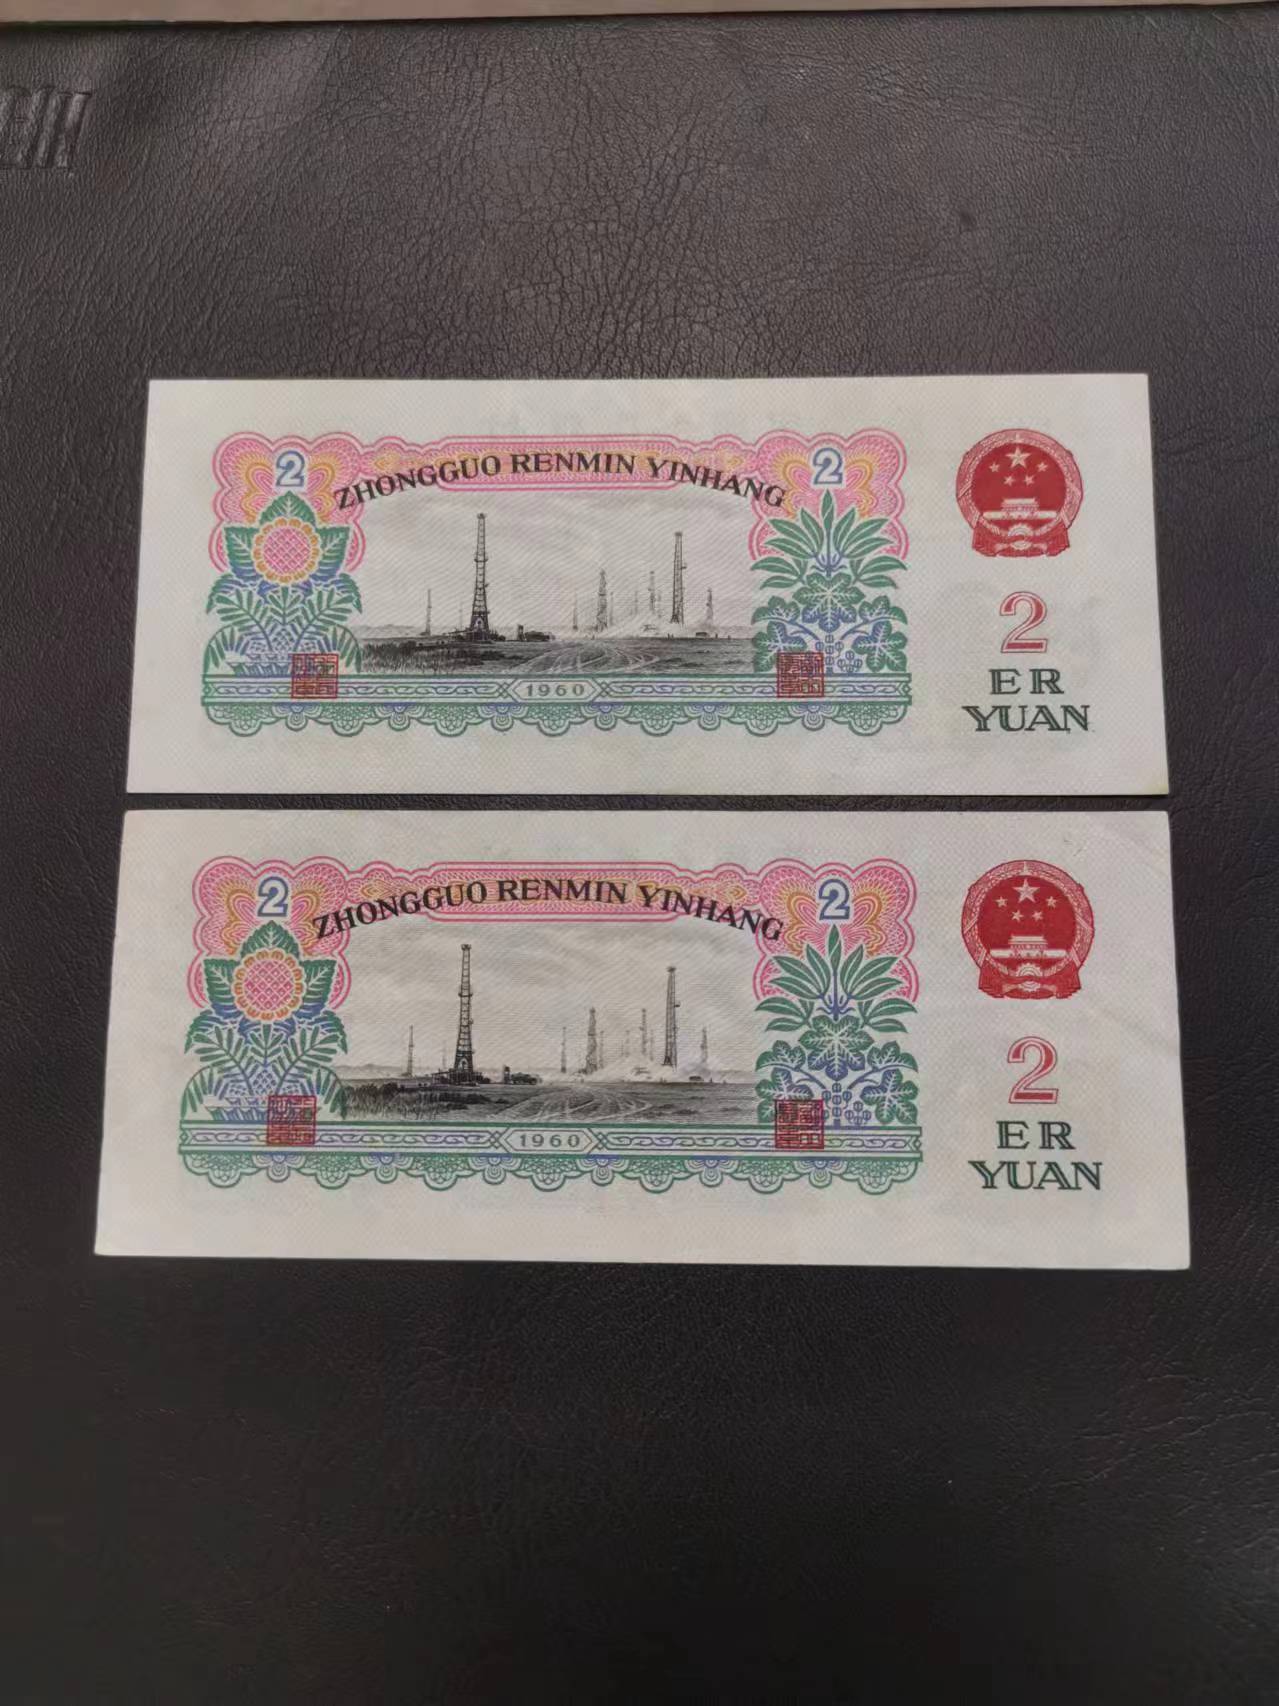 2 ZHONGGUO RENMIN YINHANG 2
2
ER
YUAN
1960
2 ZHONGGUO RENMIN YINHANG 2
2
ER
YUAN
1960